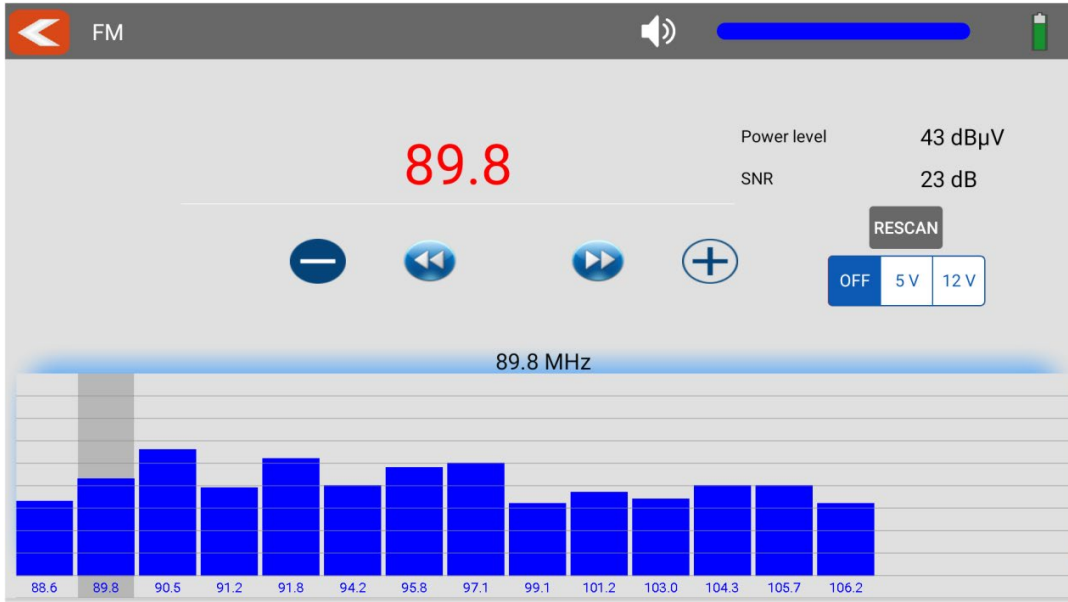 FM
89.8
Power level 43 dBµV
SNR 23 dB
RESCAN
OFF 5 V 12 V
89.8 MHz
88.6 89.8 90.5 91.2 91.8 94.2 95.8 97.1 99.1 101.2 103.0 104.3 105.7 106.2